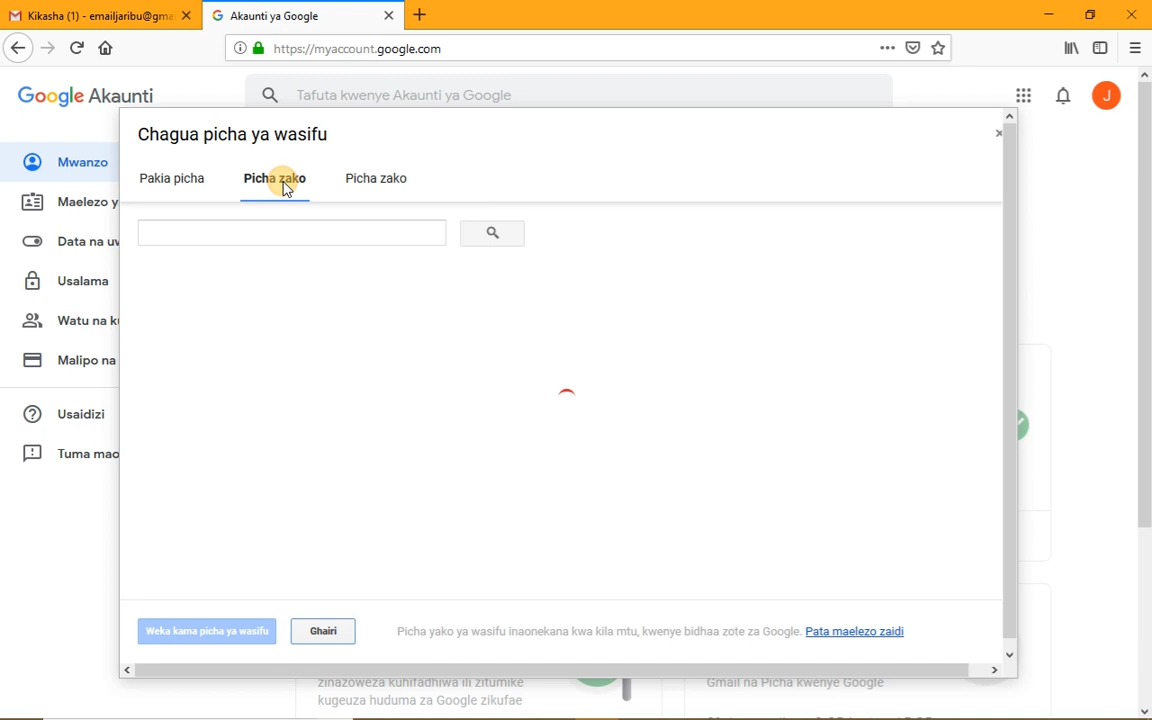 Kikasha (1) - emailjaribu@gma
Akaunti ya Google
https://myaccount.google.com
Google Akaunti
Tafuta kwenye Akaunti ya Google
J
Chagua picha ya wasifu
Pakia picha
Picha zako
Picha zako
Mwanzo
Maelezo y
Data na uv
Usalama
Watu na ku
Malipo na
Usaidizi
Tuma mao
Weka kama picha ya wasifu
Ghairi
Picha yako ya wasifu inaonekana kwa kila mtu, kwenye bidhaa zote za Google. Pata maelezo zaidi
zinazoweza kuhifadhiwa ili zitumike
kugeuza huduma za Google zikufae
Gmail na Picha kwenye Google